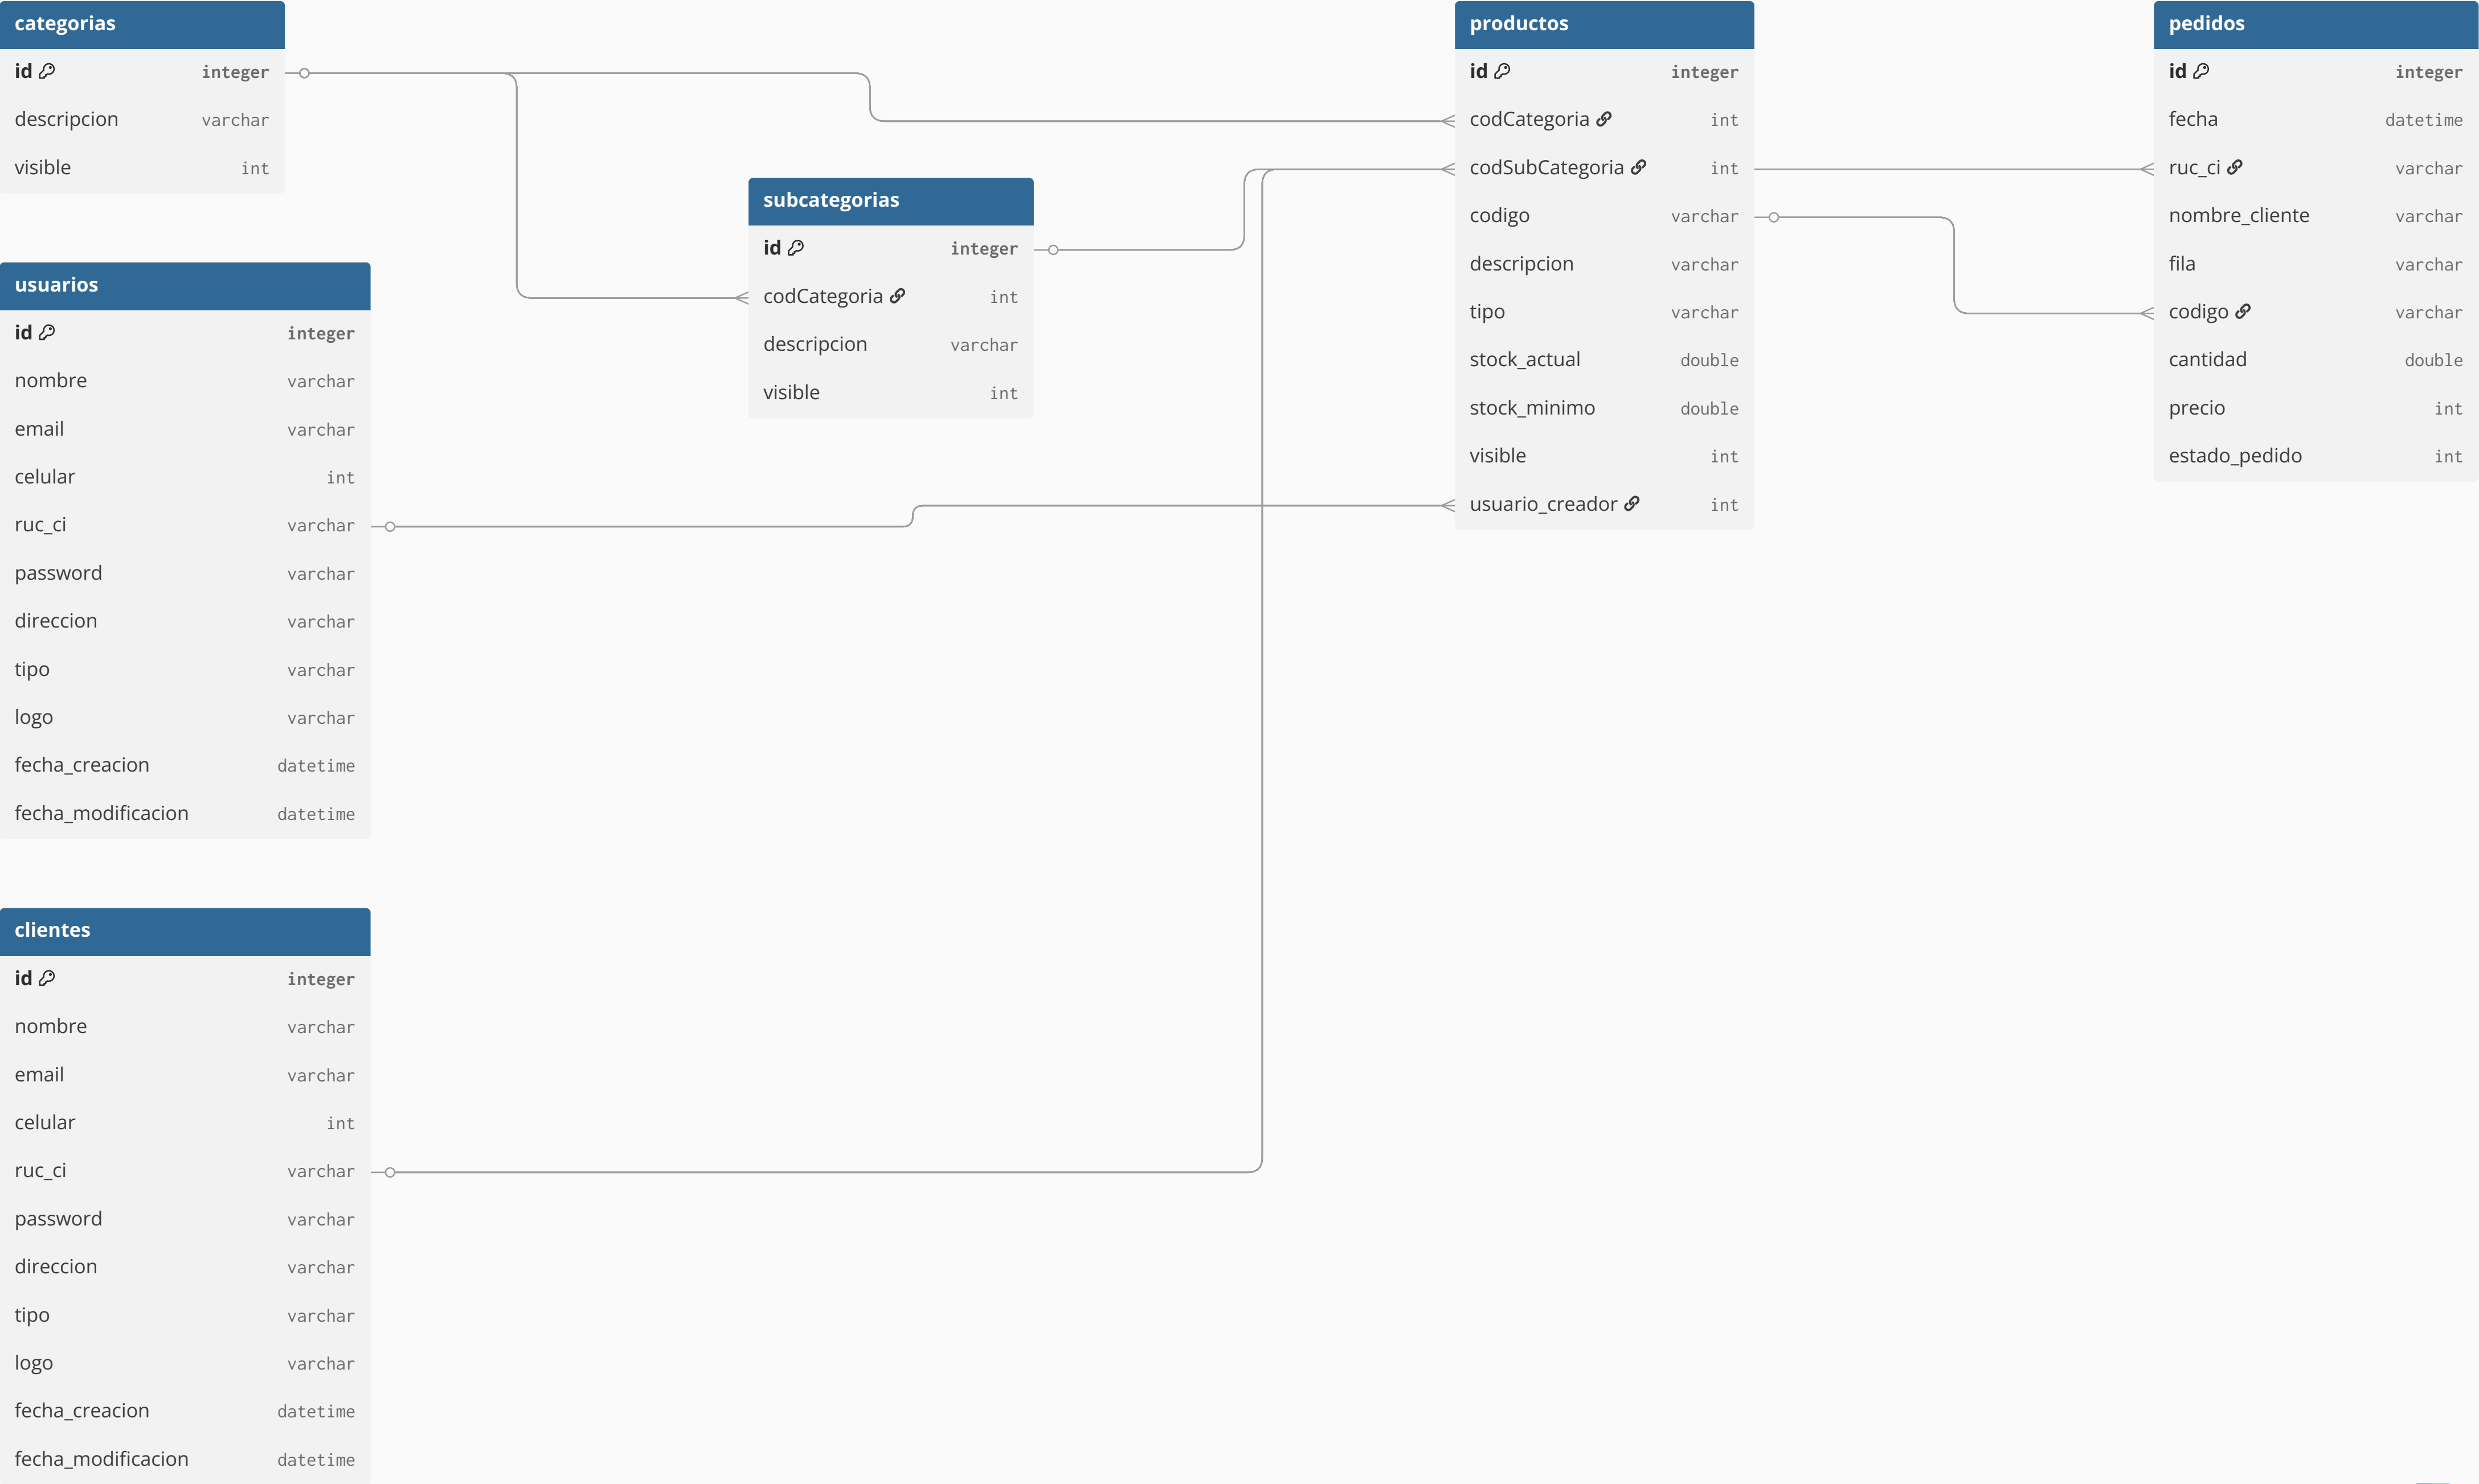 categorias
id integer
descripcion varchar
visible int
usuarios
id integer
nombre varchar
email varchar
celular int
ruc_ci varchar
password varchar
direccion varchar
tipo varchar
logo varchar
fecha_creacion datetime
fecha_modificacion datetime
clientes
id integer
nombre varchar
email varchar
celular int
ruc_ci varchar
password varchar
direccion varchar
tipo varchar
logo varchar
fecha_creacion datetime
fecha_modificacion datetime
subcategorias
id integer
codCategoria int
descripcion varchar
visible int
productos
id integer
codCategoria int
codSubCategoria int
codigo varchar
descripcion varchar
tipo varchar
stock_actual double
stock_minimo double
visible int
usuario_creador int
pedidos
id integer
fecha datetime
ruc_ci varchar
nombre_cliente varchar
fila varchar
codigo varchar
cantidad double
precio int
estado_pedido int